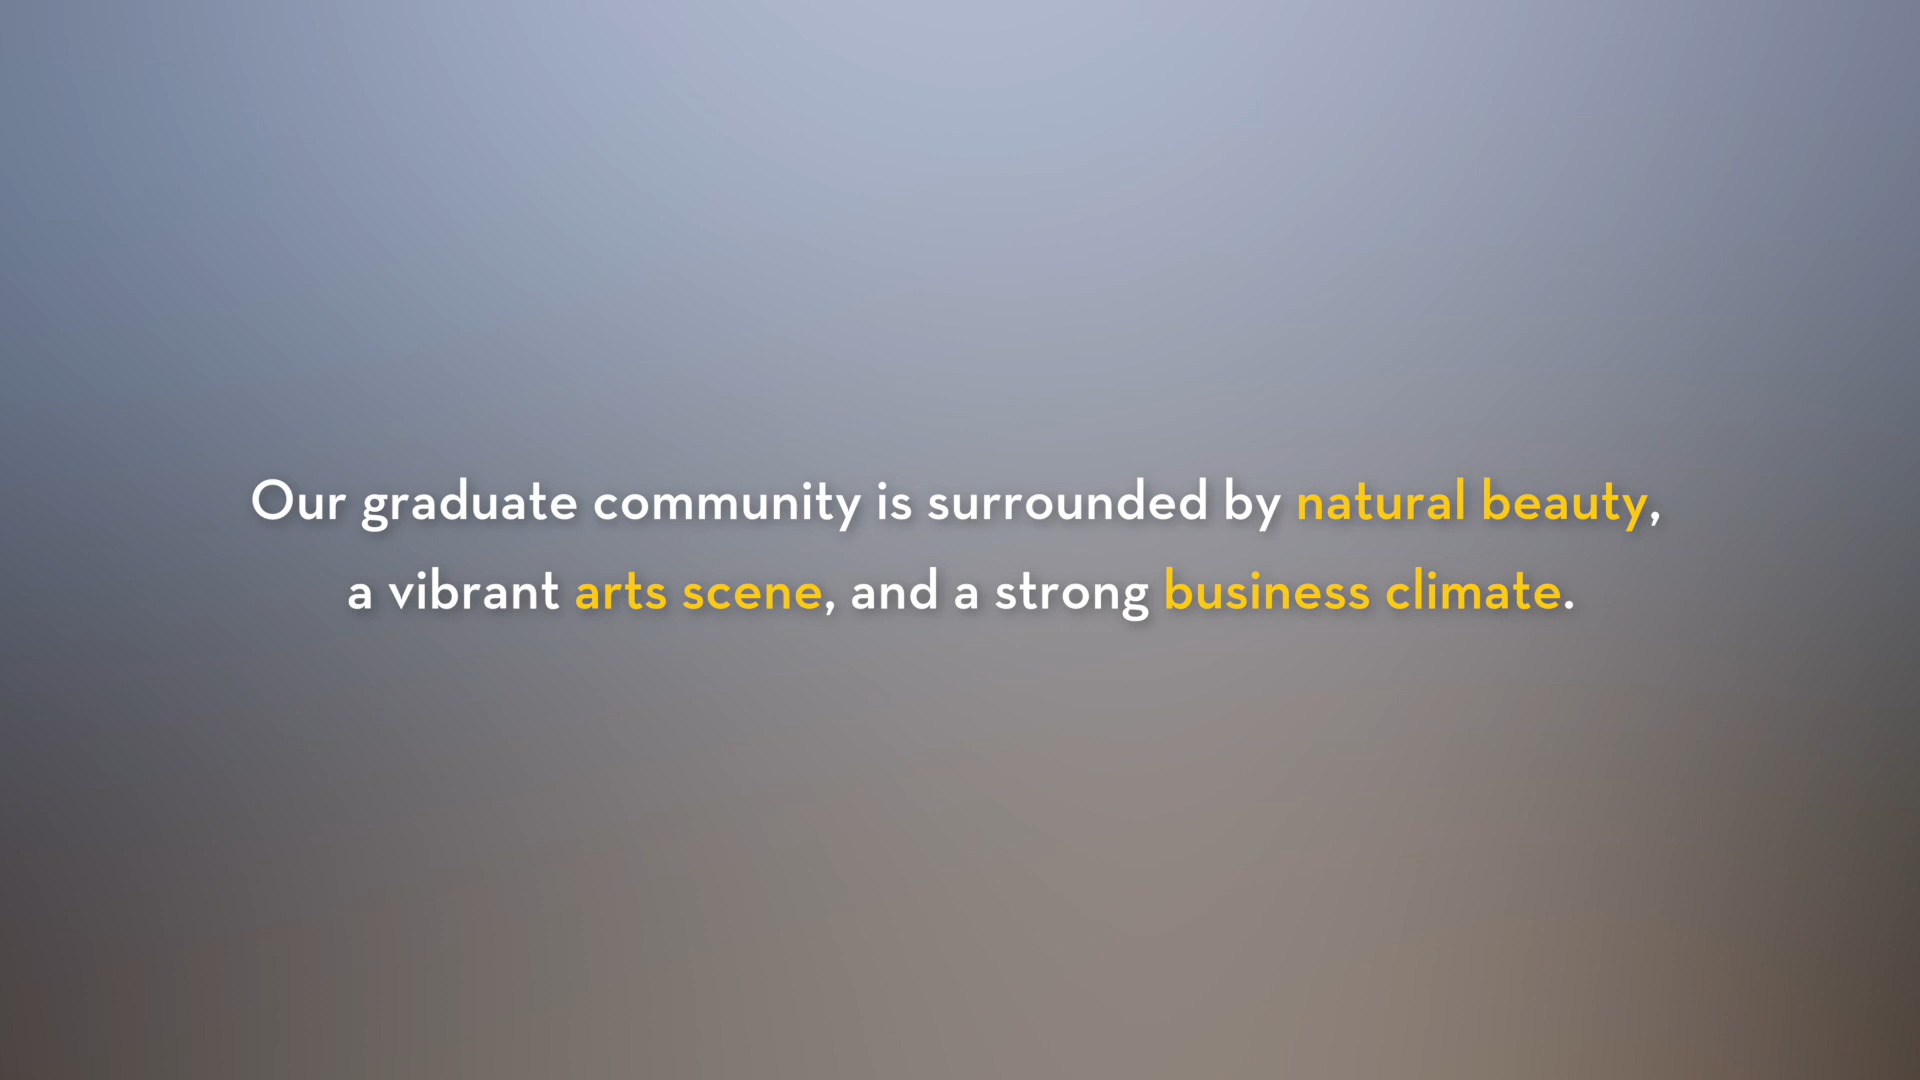 Our graduate community is surrounded by natural beauty,
a vibrant arts scene, and a strong business climate.